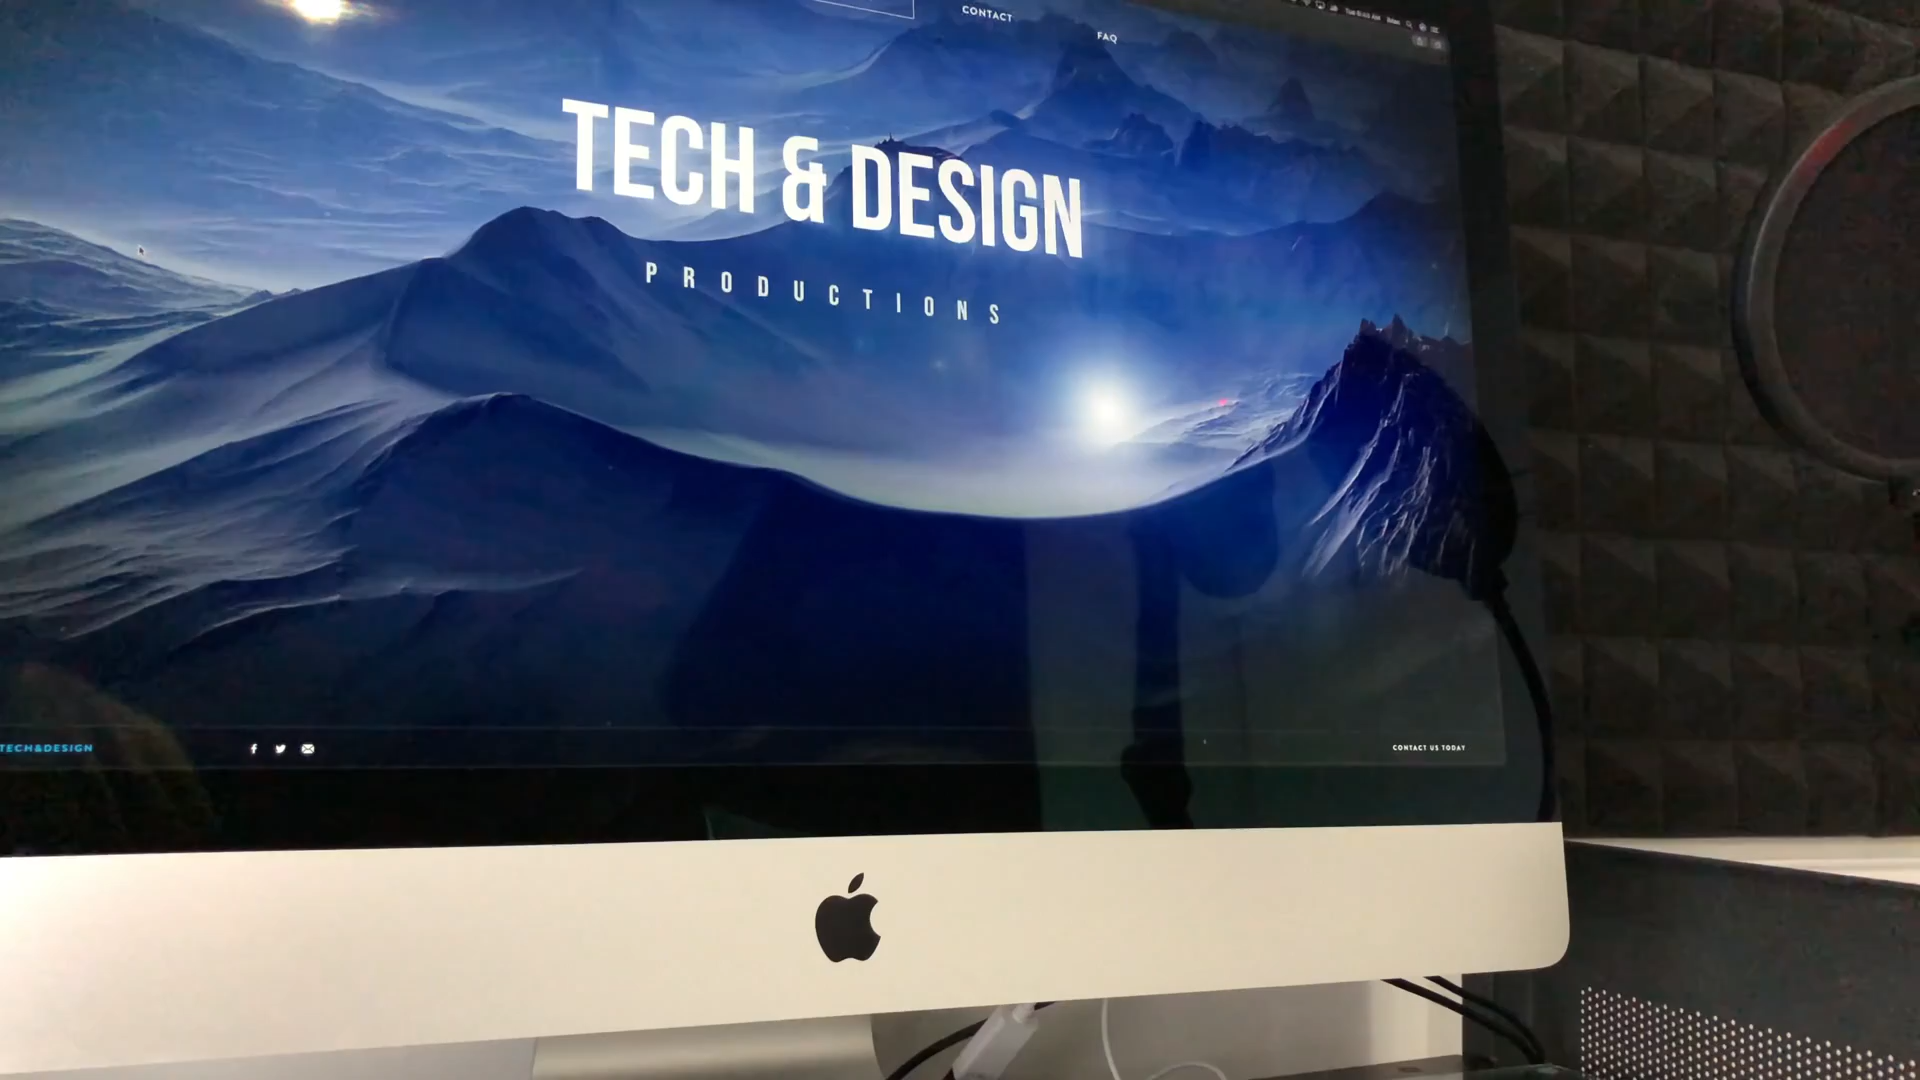 CONTACT
FAQ
TECH & DESIGN
PRODUCTIONS
TECH&DESIGN
CONTACT US TODAY